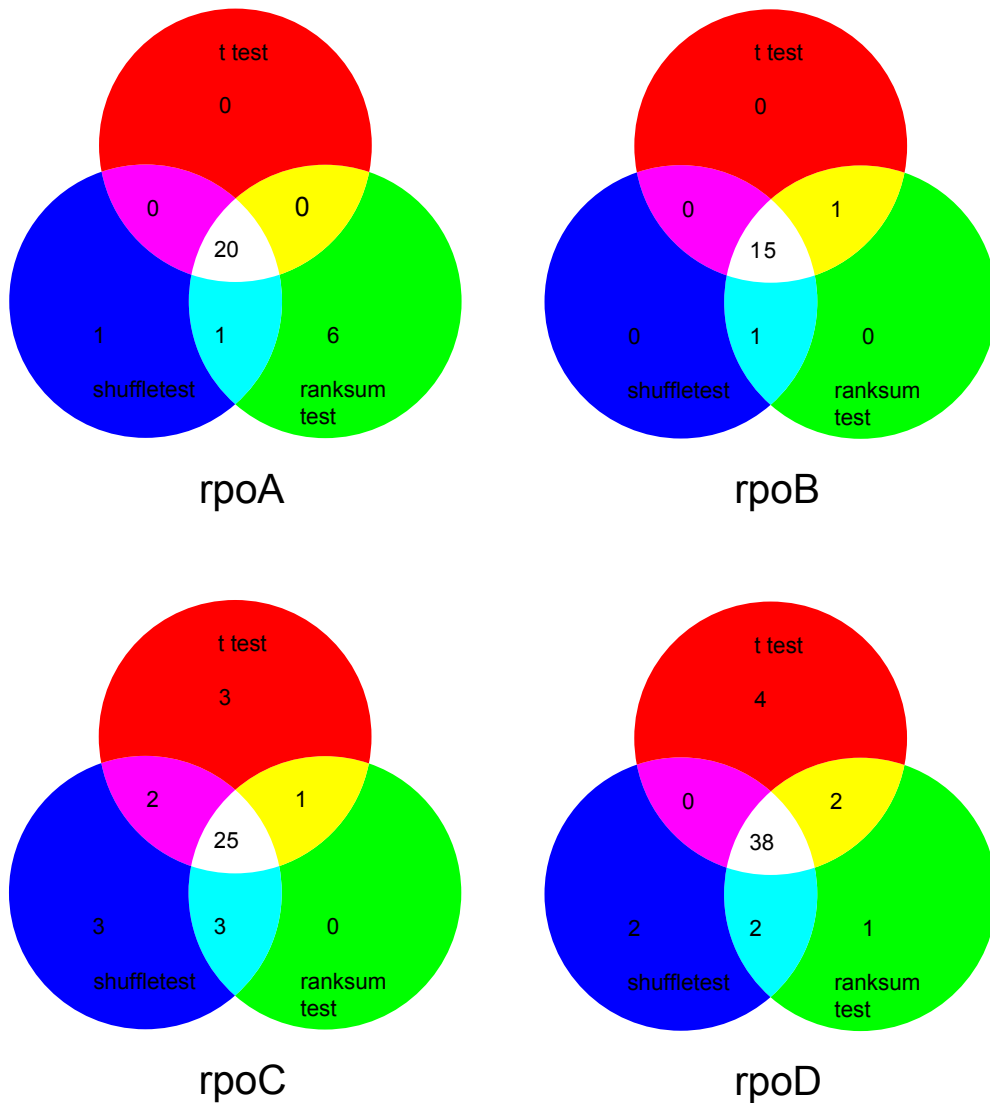 t test
0
0
0
20
1
1
6
shuffletest
ranksum
test
rpoA
t test
0
0
1
15
0
1
0
shuffletest
ranksum
test
rpoB
t test
3
2
1
25
3
3
0
shuffletest
ranksum
test
rpoC
t test
4
0
2
38
2
2
1
shuffletest
ranksum
test
rpoD